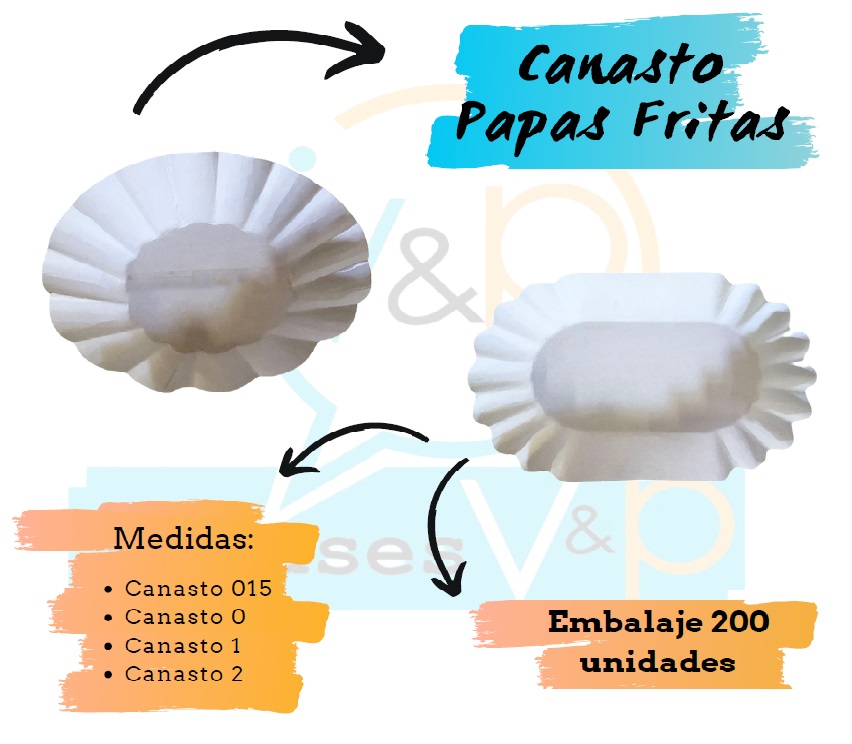 Canasto
Papas Fritas
&p
Medidas:
Canasto 015
Canasto 0
Canasto 1
Canasto 2
V&p
Embalaje 200
unidades